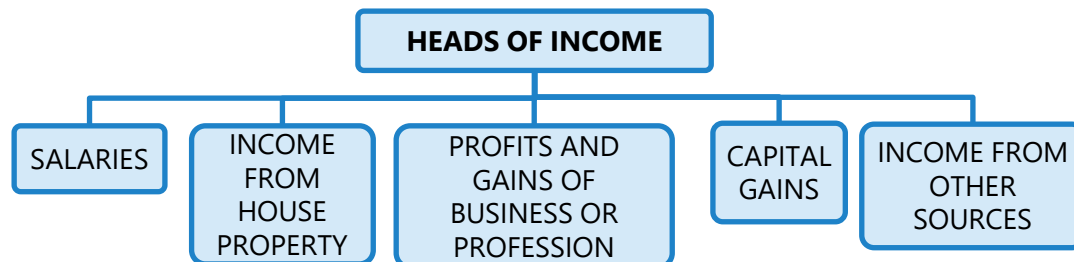 HEADS OF INCOME
SALARIES
INCOME
FROM
HOUSE
PROPERTY
PROFITS AND
GAINS OF
BUSINESS OR
PROFESSION
CAPITAL
GAINS
INCOME FROM
OTHER
SOURCES